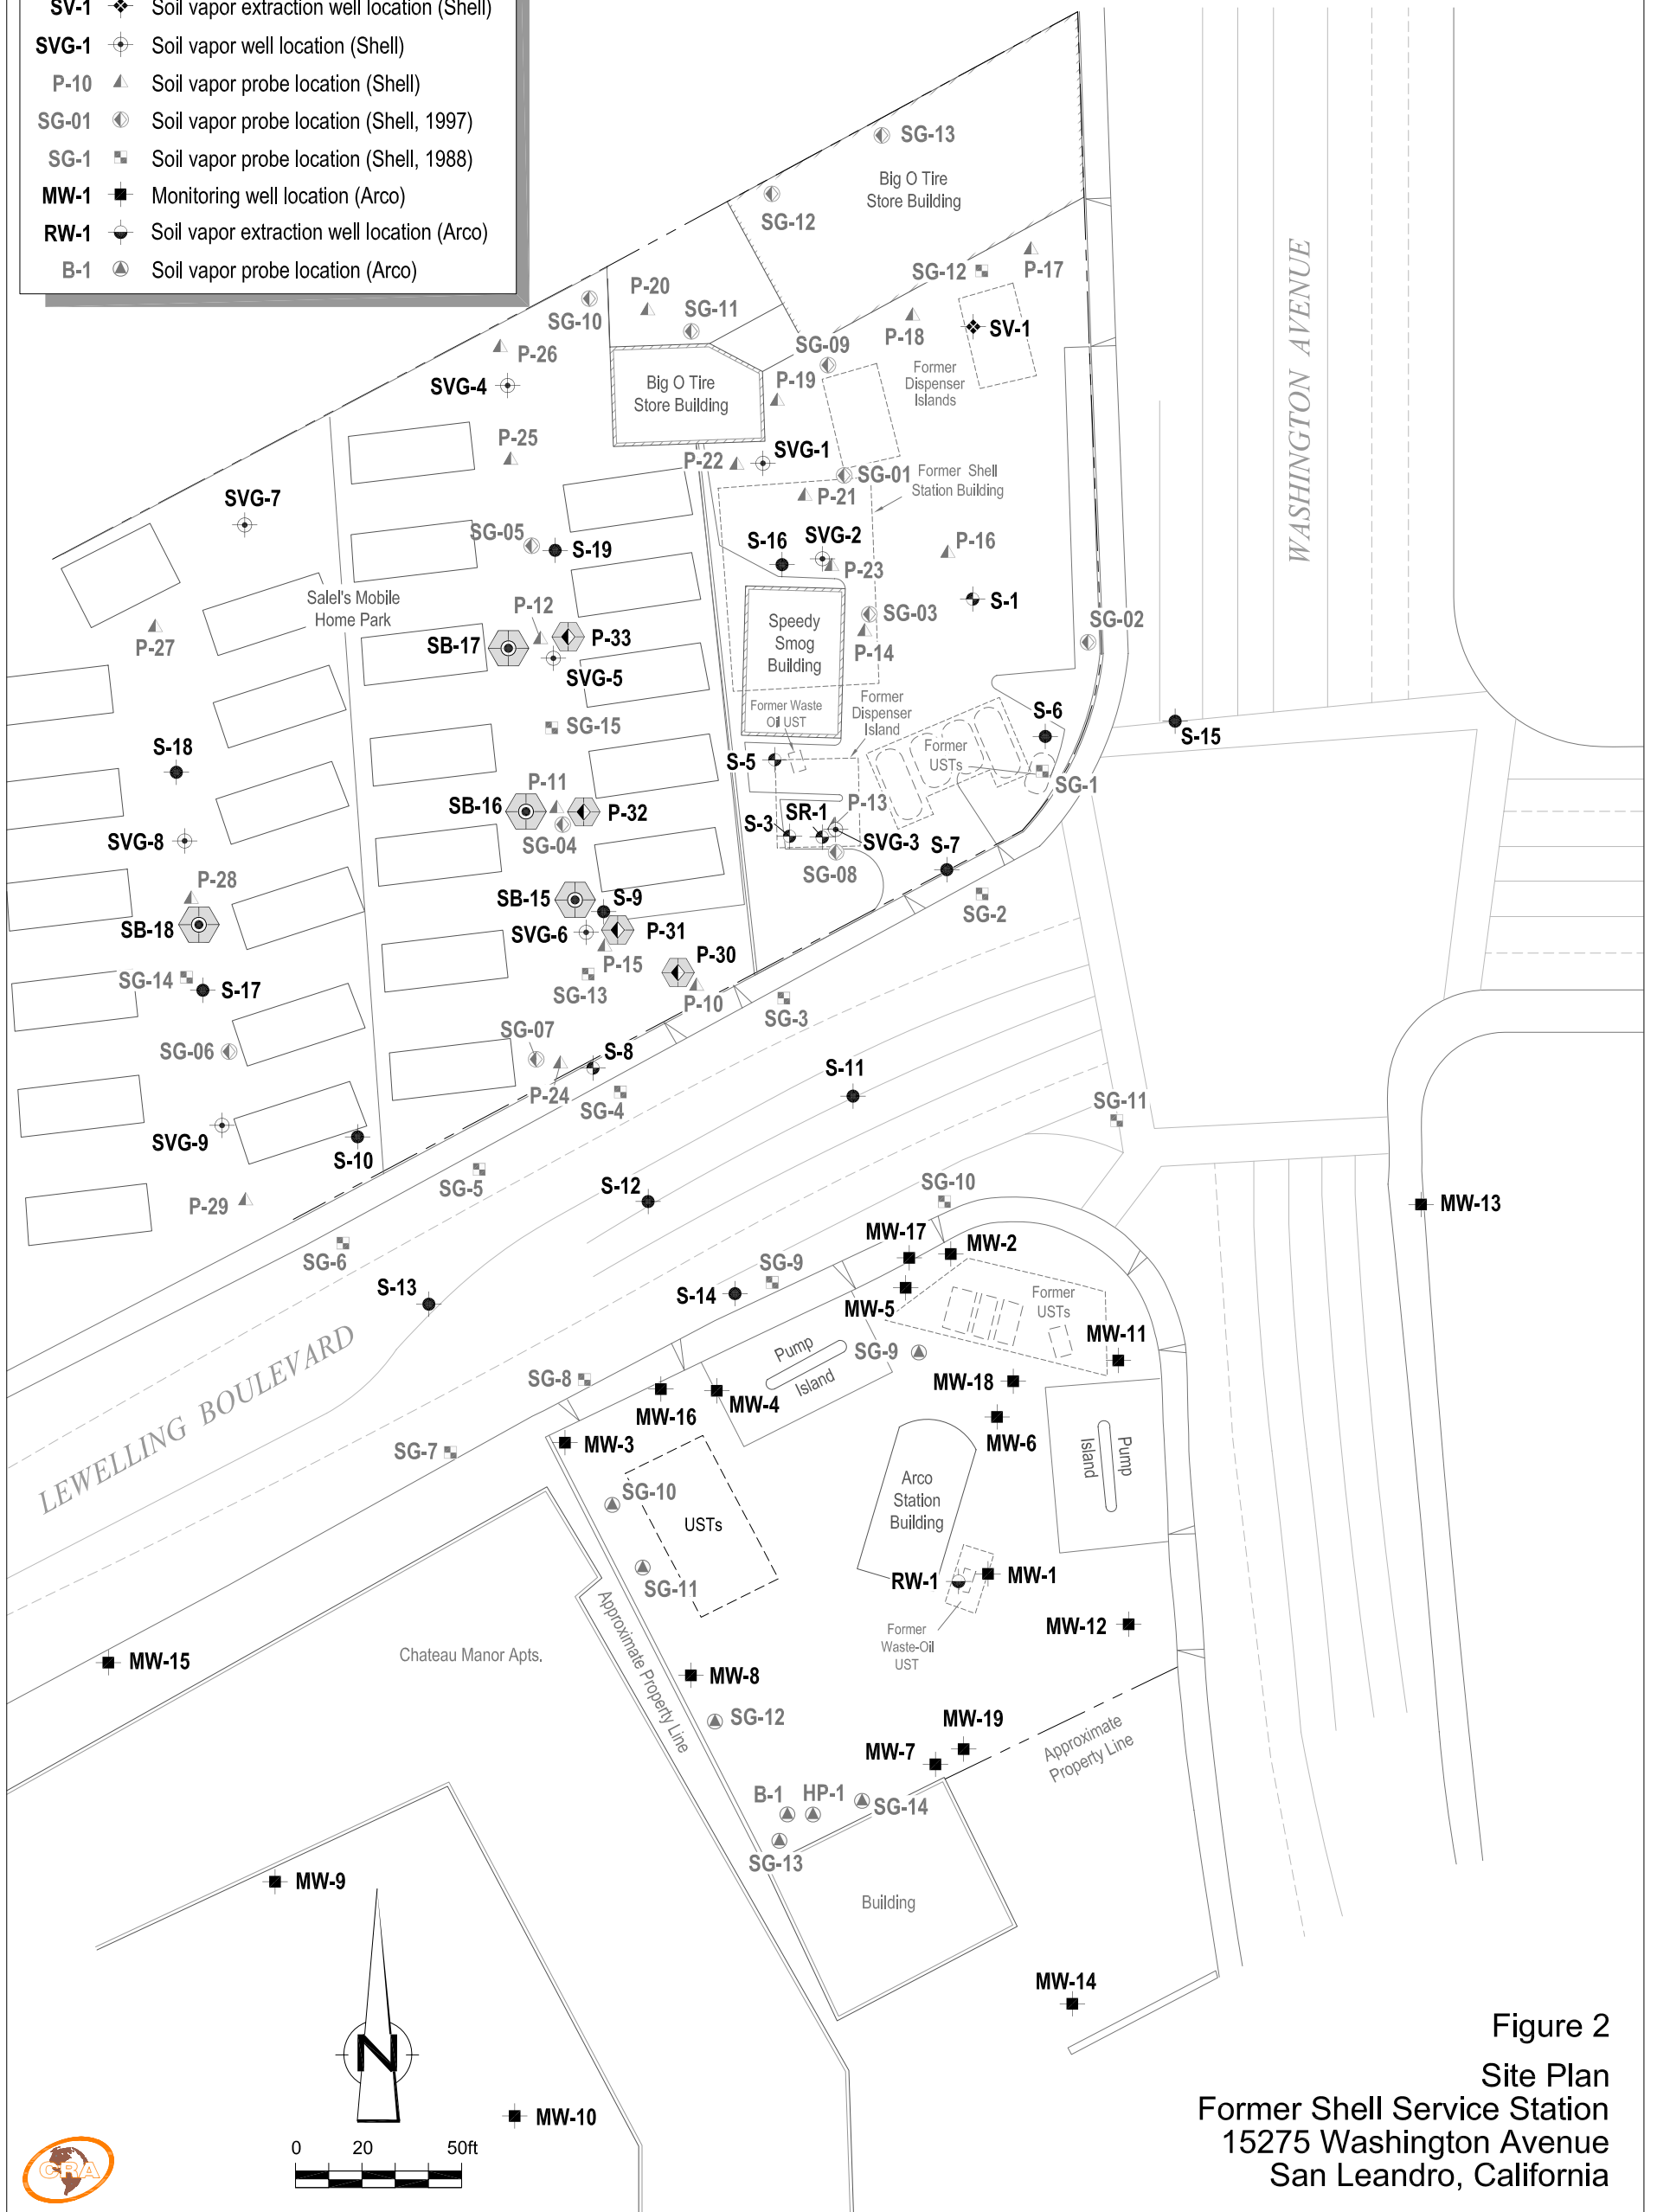 SV-1 Soil vapor extraction well location (Shell)
SVG-1 Soil vapor well location (Shell)
P-10 Soil vapor probe location (Shell)
SG-01 Soil vapor probe location (Shell, 1997)
SG-1 Soil vapor probe location (Shell, 1988)
MW-1 Monitoring well location (Arco)
RW-1 Soil vapor extraction well location (Arco)
B-1 Soil vapor probe location (Arco)
SG-13
Big O Tire
Store Building
SG-12
WASHINGTON AVENUE
SG-12
P-17
P-20
SG-10
SG-11
SV-1
P-18
SG-09
P-26
Former
Dispenser
Islands
SVG-4
Big O Tire
Store Building
P-19
P-25
SVG-1
P-22
SG-01
Former Shell
Station Building
P-21
SVG-7
SG-05
S-19
S-16
SVG-2
P-16
P-23
Salel's Mobile
Home Park
S-1
P-12
SG-03
SG-02
P-27
SB-17
P-33
Speedy
Smog
Building
P-14
SVG-5
Former Waste
Oil UST
Former
Dispenser
Island
SG-15
S-6
S-15
S-18
Former
USTs
S-5
SG-1
P-11
SB-16
P-32
P-13
SR-1
S-3
SVG-3
SG-04
S-7
SVG-8
SG-08
P-28
SB-15
S-9
SG-2
SB-18
SVG-6
P-31
P-30
P-15
SG-14
SG-13
S-17
P-10
SG-3
SG-07
SG-06
S-8
S-11
P-24
SG-4
SG-11
SVG-9
S-10
SG-5
S-12
SG-10
P-29
MW-13
MW-17
MW-2
SG-6
SG-9
S-13
S-14
MW-5
Former
USTs
MW-11
LEWELLING BOULEVARD
Pump
Island
SG-9
SG-8
MW-18
MW-4
MW-16
MW-6
MW-3
SG-7
Pump
Island
Arco
Station
Building
SG-10
USTs
SG-11
RW-1
MW-1
Approximate Property Line
MW-12
Former
Waste-Oil
UST
Chateau Manor Apts.
MW-15
MW-8
SG-12
MW-19
Approximate
Property Line
MW-7
B-1
HP-1
SG-14
SG-13
MW-9
Building
MW-14
N
MW-10
0 20 50ft
CRA
Figure 2
Site Plan
Former Shell Service Station
15275 Washington Avenue
San Leandro, California